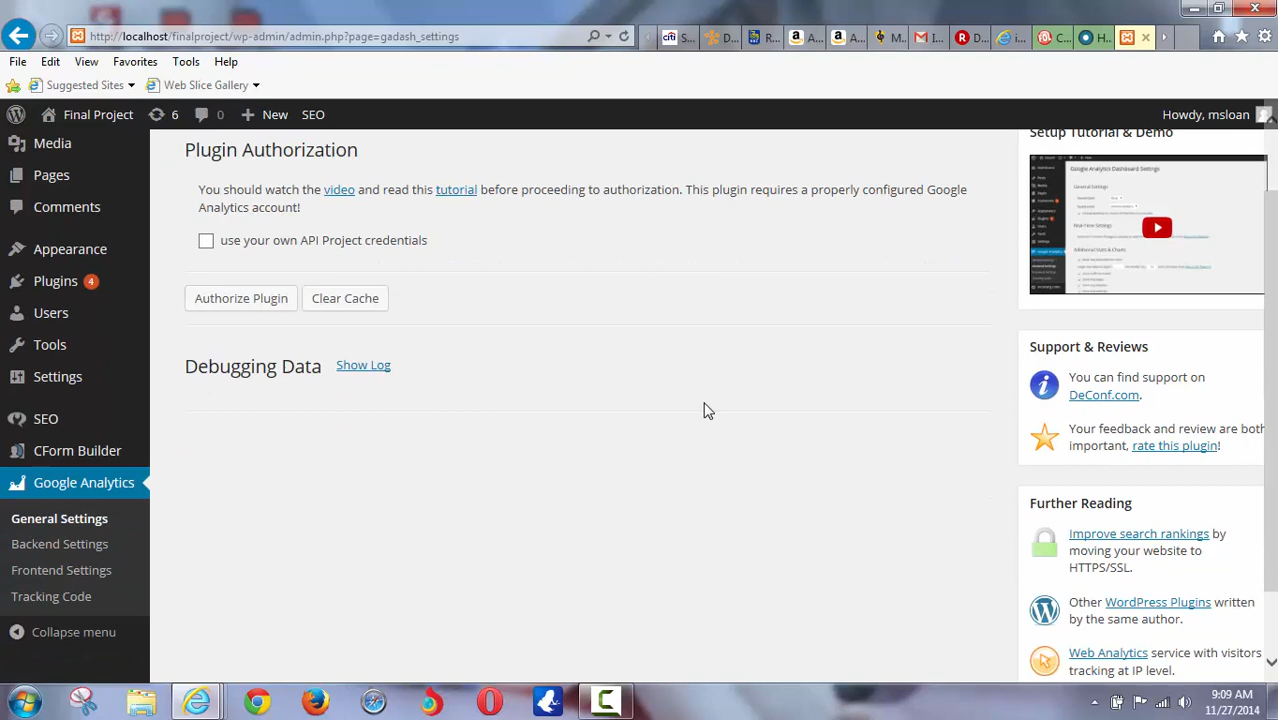 http://localhost/finalproject/wp-admin/admin.php?page=gadash_settings
S...
D...
R...
A...
A...
M...
I...
D...
i...
C...
H...
File Edit View Favorites Tools Help
Suggested Sites Web Slice Gallery
Final Project 6 0 New SEO Howdy, msloan
Media
Pages
Comments
Appearance
Plugins 4
Users
Tools
Settings
SEO
CForm Builder
Google Analytics
General Settings
Backend Settings
Frontend Settings
Tracking Code
Collapse menu
Plugin Authorization
You should watch the video and read this tutorial before proceeding to authorization. This plugin requires a properly configured Google
Analytics account!
use your own API Project credentials
Authorize Plugin Clear Cache
Debugging Data Show Log
Setup Tutorial & Demo
Google Analytics Dashboard Settings
Support & Reviews
You can find support on
DeConf.com.
Your feedback and review are both
important, rate this plugin!
Further Reading
Improve search rankings by
moving your website to
HTTPS/SSL.
Other WordPress Plugins written
by the same author.
Web Analytics service with visitors
tracking at IP level.
9:09 AM
11/27/2014